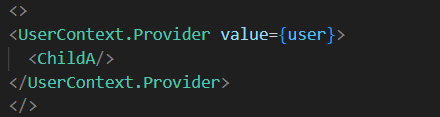 <>
<UserContext.Provider value={user}>
  <ChildA/>
</UserContext.Provider>
</>